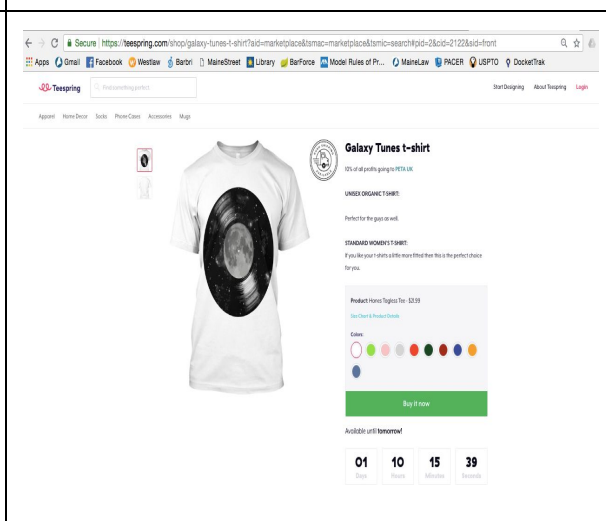 Secure | https://teespring.com/shop/galaxy-tunes-t-shirt?aid=marketplace&tsmac=marketplace&tsmic=search#pid=2&cid=2122&sid=front
Apps Gmail Facebook Westlaw Barbri MaineStreet Library BarForce Model Rules of Pr... MaineLaw PACER USPTO DocketTrak
Teespring Find something perfect Start Designing About Teespring Login
Apparel Home Decor Socks Phone Cases Accessories Mugs
Galaxy Tunes t-shirt
10% of all profits going to PETA UK
UNISEX ORGANIC T-SHIRT:
Perfect for the guys as well.
STANDARD WOMEN'S T-SHIRT:
If you like your t-shirts a little more fitted then this is the perfect choice
for you.
Product: Hanes Tagless Tee - $21.99
Size Chart & Product Details
Colors:
Buy it now
Available until tomorrow!
01 10 15 39
Days Hours Minutes Seconds